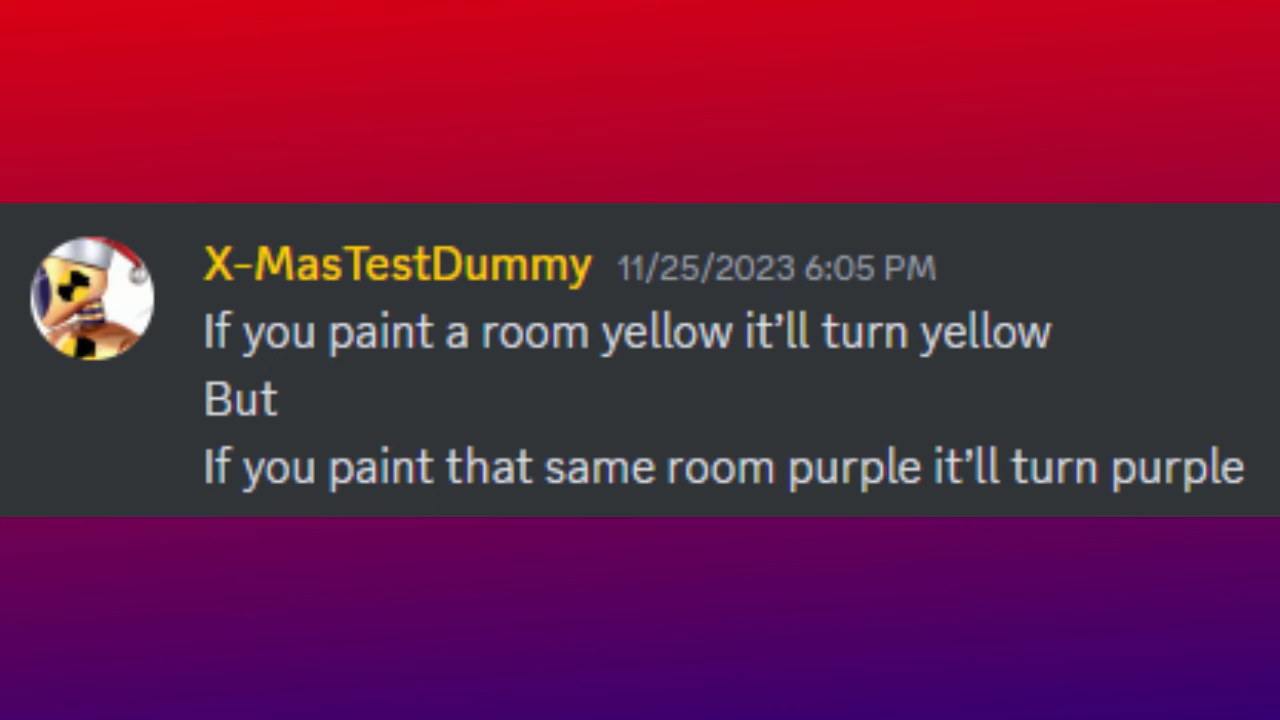 X-MasTestDummy 11/25/2023 6:05 PM
If you paint a room yellow it’ll turn yellow
But
If you paint that same room purple it’ll turn purple